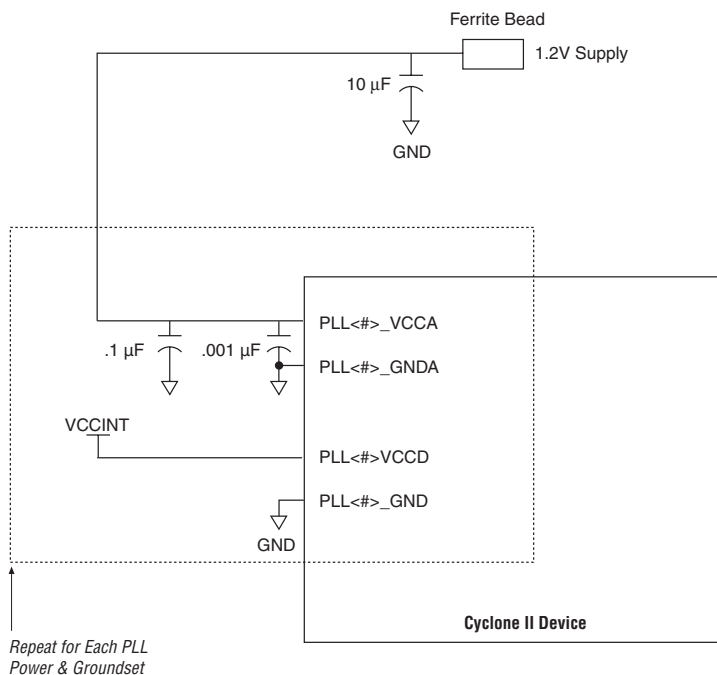 Ferrite Bead
1.2V Supply
10 μF
GND
PLL<#>_VCCA
.1 μF
.001 μF
PLL<#>_GNDA
VCCINT
PLL<#>VCCD
PLL<#>_GND
GND
Cyclone II Device
Repeat for Each PLL
Power & Groundset